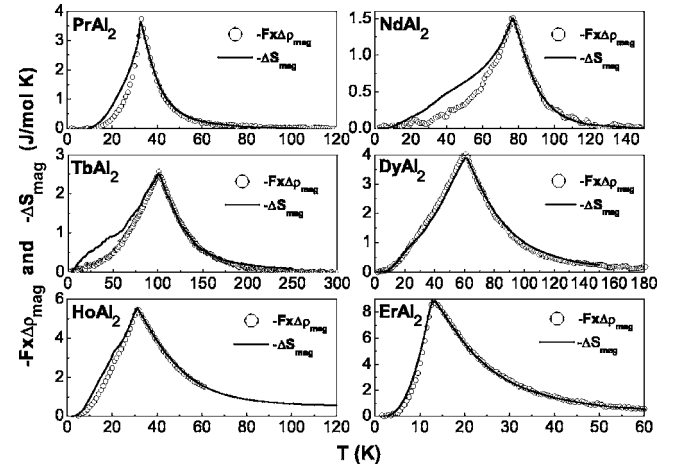 -FxΔρmag and -ΔSmag (J/mol K)
PrAl2
-FxΔρmag
-ΔSmag
4
3
2
1
0
0 20 40 60 80 100 120
NdAl2
-FxΔρmag
-ΔSmag
1.5
1.0
0.5
0.0
0 20 40 60 80 100 120 140
TbAl2
-FxΔρmag
-ΔSmag
3
2
1
0
0 50 100 150 200 250 300
DyAl2
-FxΔρmag
-ΔSmag
4
3
2
1
0
0 20 40 60 80 100 120 140 160 180
HoAl2
-FxΔρmag
-ΔSmag
6
4
2
0
0 20 40 60 80 100 120
ErAl2
-FxΔρmag
-ΔSmag
8
6
4
2
0
0 10 20 30 40 50 60
T (K)